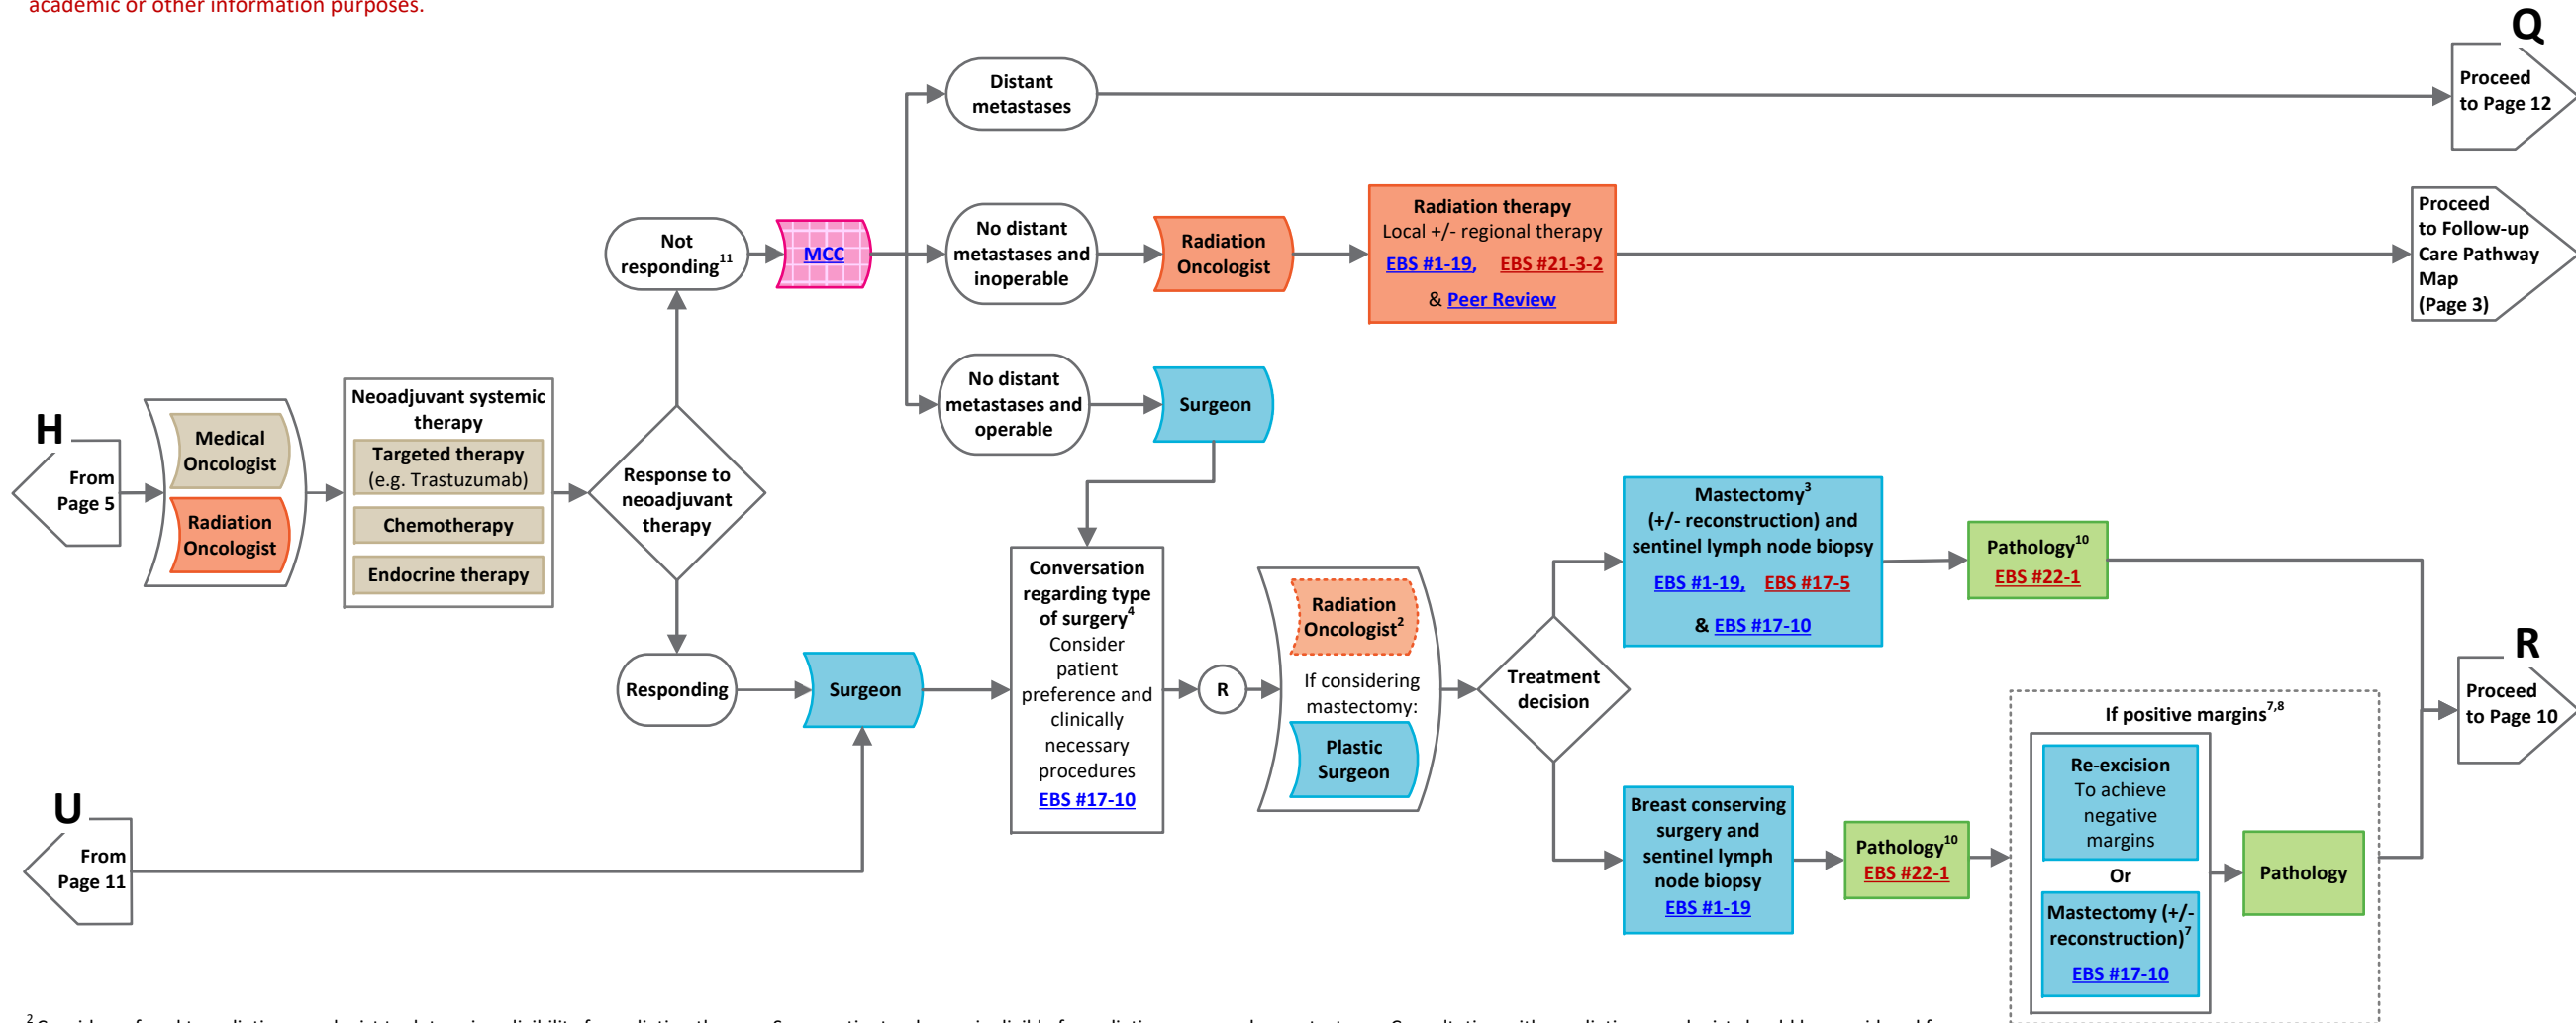 academic or other information purposes.
Q
Proceed
to Page 12
Distant
metastases
Not
responding11
MCC
No distant
metastases and
inoperable
Radiation
Oncologist
Radiation therapy
Local +/- regional therapy
EBS #1-19, EBS #21-3-2
& Peer Review
Proceed
to Follow-up
Care Pathway
Map
(Page 3)
No distant
metastases and
operable
Surgeon
H
From
Page 5
Medical
Oncologist
Radiation
Oncologist
Neoadjuvant systemic
therapy
Targeted therapy
(e.g. Trastuzumab)
Chemotherapy
Endocrine therapy
Response to
neoadjuvant
therapy
Responding
Surgeon
U
From
Page 11
Conversation
regarding type
of surgery4
Consider
patient
preference and
clinically
necessary
procedures
EBS #17-10
R
Radiation
Oncologist2
If considering
mastectomy:
Plastic
Surgeon
Treatment
decision
Mastectomy3
(+/- reconstruction) and
sentinel lymph node biopsy
EBS #1-19, EBS #17-5
& EBS #17-10
Pathology10
EBS #22-1
Breast conserving
surgery and
sentinel lymph
node biopsy
EBS #1-19
Pathology10
EBS #22-1
If positive margins7,8
Re-excision
To achieve
negative
margins
Or
Mastectomy (+/-
reconstruction)7
EBS #17-10
Pathology
R
Proceed
to Page 10
2